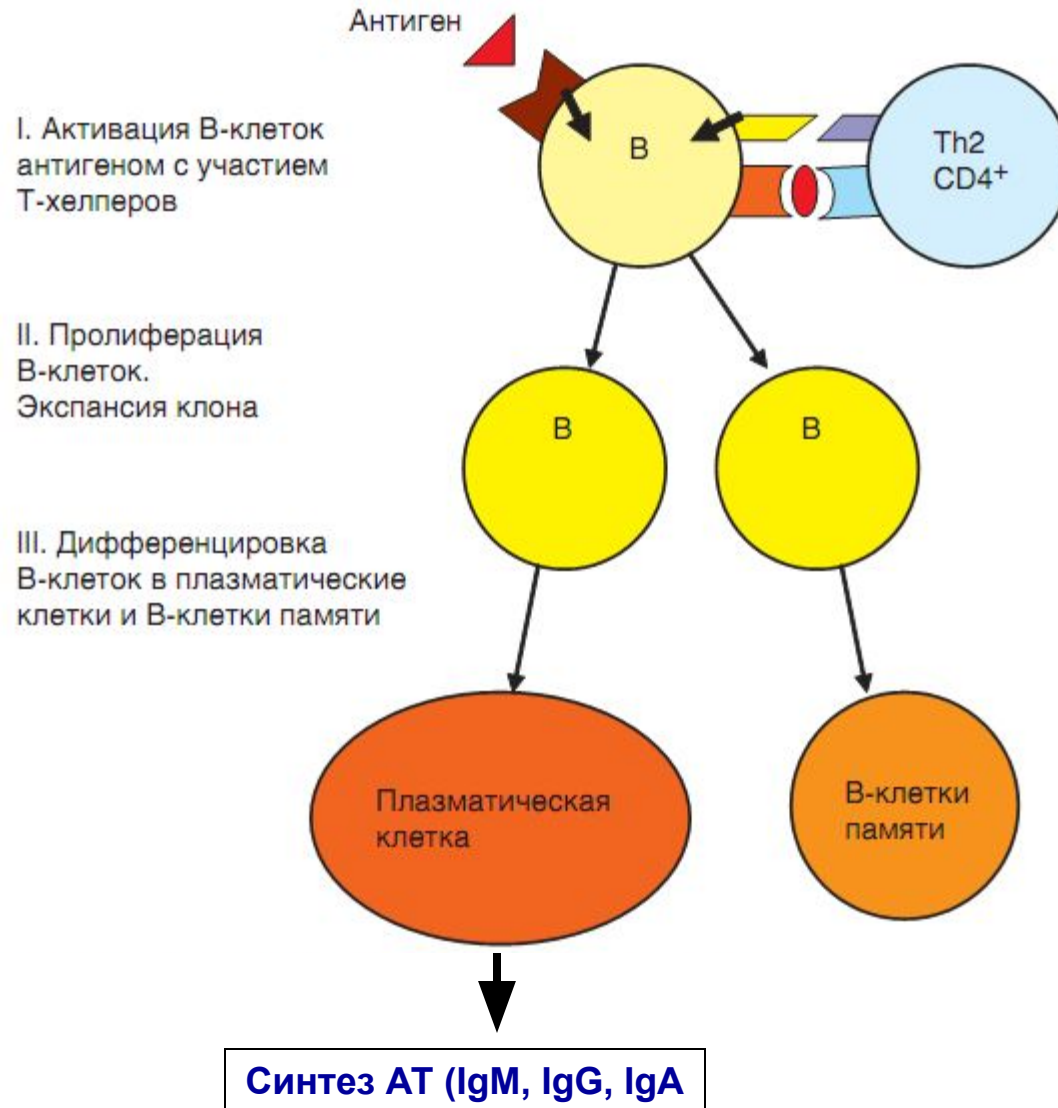 Антиген
I. Активация В-клеток
антигеном с участием
Т-хелперов
В
Th2
CD4+
II. Пролиферация
В-клеток.
Экспансия клона
В
В
III. Дифференцировка
В-клеток в плазматические
клетки и В-клетки памяти
Плазматическая
клетка
В-клетки
памяти
Синтез АТ (IgM, IgG, IgA